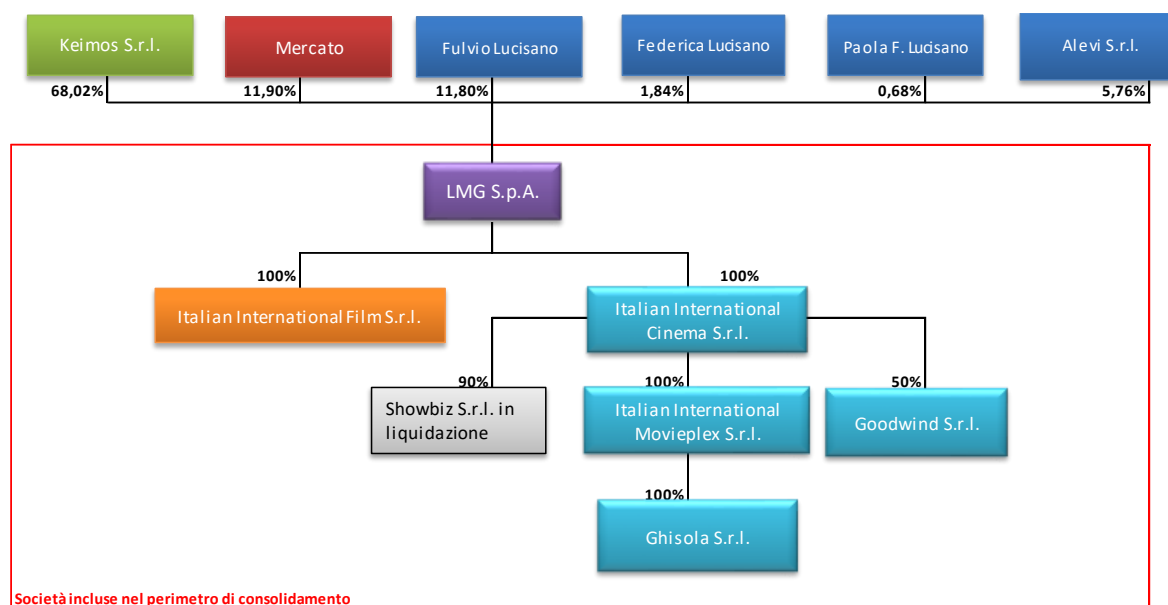 Keimos S.r.l.
Mercato
Fulvio Lucisano
Federica Lucisano
Paola F. Lucisano
Alevi S.r.l.
68,02%
11,90%
11,80%
1,84%
0,68%
5,76%
LMG S.p.A.
100%
100%
Italian International Film S.r.l.
Italian International
Cinema S.r.l.
90%
100%
50%
Showbiz S.r.l. in
liquidazione
Italian International
Movieplex S.r.l.
Goodwind S.r.l.
100%
Ghisola S.r.l.
Società incluse nel perimetro di consolidamento